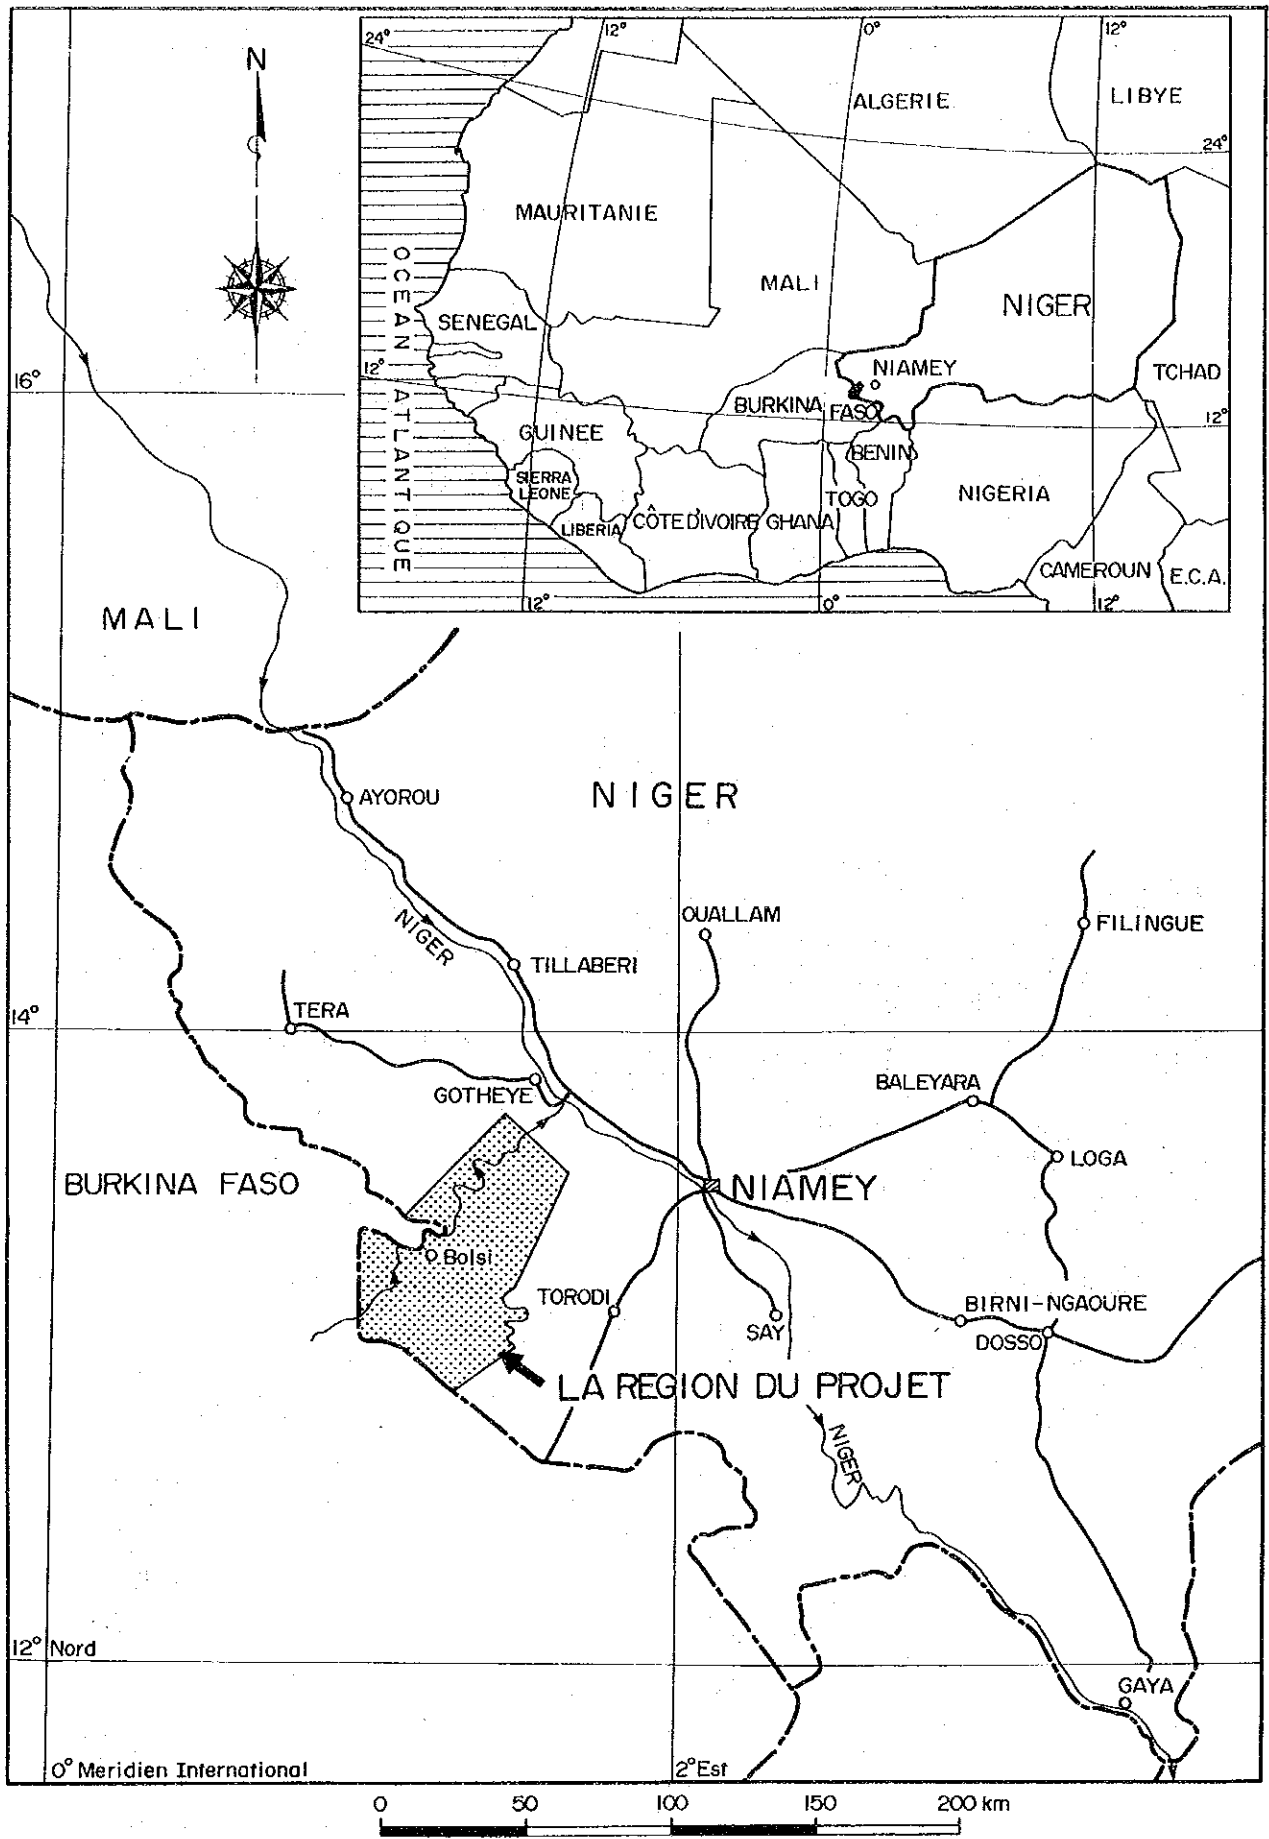 N
24°
12°
0°
12°
ALGERIE
LIBYE
24°
MAURITANIE
OCEAN ATLANTIQUE
MALI
NIGER
SENEGAL
12°
NIAMEY
TCHAD
BURKINA FASO
12°
GUINEE
BENIN
SIERRA
LEONE
TOGO
NIGERIA
LIBERIA
CÔTE D'IVOIRE
GHANA
CAMEROUN
E.C.A.
12°
0°
12°
16°
MALI
NIGER
AYOROU
OUALLAM
FILINGUE
NIGER
TILLABERI
TERA
14°
BALEYARA
GOTHEYE
LOGA
BURKINA FASO
NIAMEY
Bolsi
TORODI
SAY
BIRNI-NGAOURE
DOSSO
LA REGION DU PROJET
NIGER
12° Nord
GAYA
0° Meridien International
2° Est
0 50 100 150 200 km